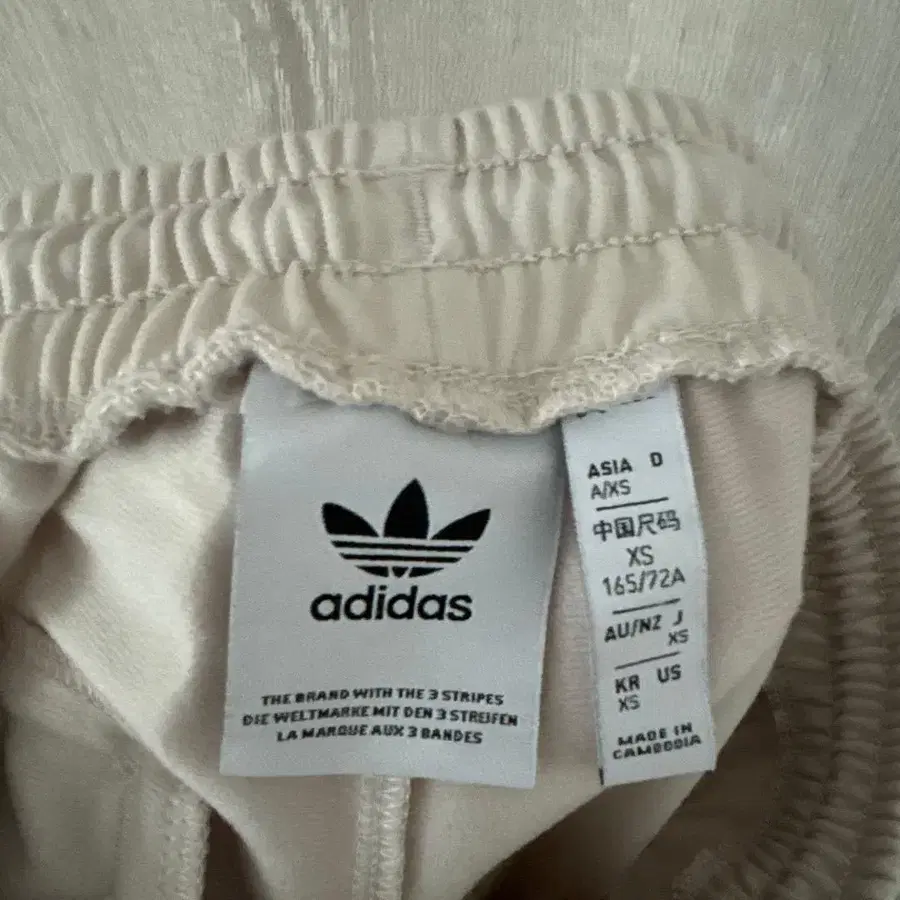 adidas
THE BRAND WITH THE 3 STRIPES
DIE WELTMARKE MIT DEN 3 STREIFEN
LA MARQUE AUX 3 BANDES
ASIA D
A/XS
中国尺码
XS
165/72A
AU/NZ J
XS
KR US
XS
MADE IN
CAMBODIA